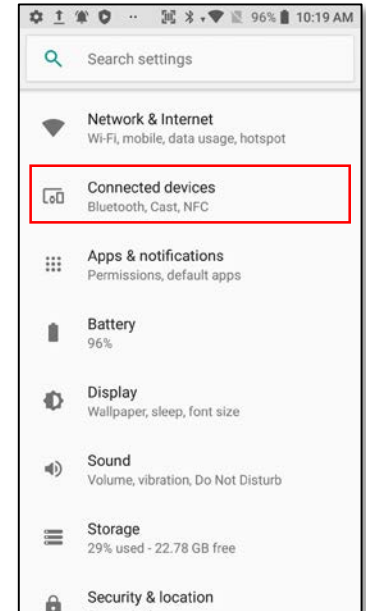 96% 10:19 AM
Search settings
Network & Internet
Wi-Fi, mobile, data usage, hotspot
Connected devices
Bluetooth, Cast, NFC
Apps & notifications
Permissions, default apps
Battery
96%
Display
Wallpaper, sleep, font size
Sound
Volume, vibration, Do Not Disturb
Storage
29% used - 22.78 GB free
Security & location